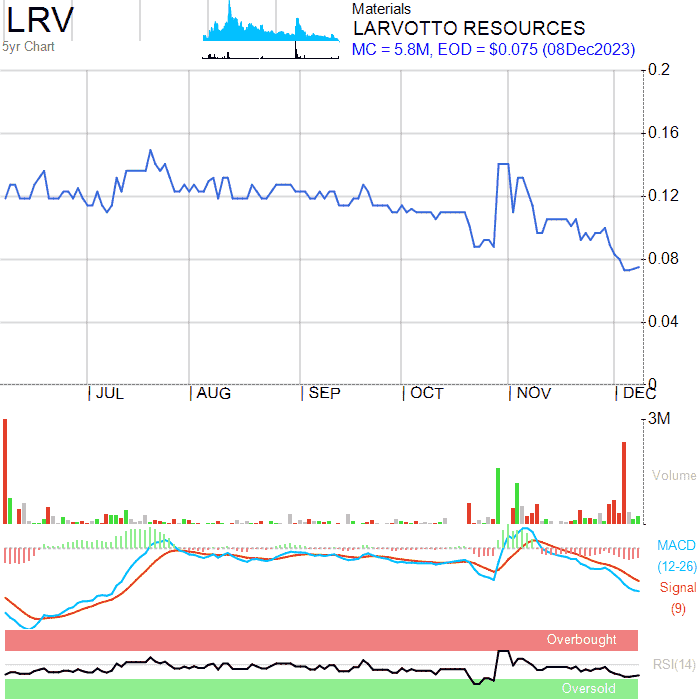 LRV
5yr Chart
Materials
LARVOTTO RESOURCES
MC = 5.8M, EOD = $0.075 (08Dec2023)
0.2
0.16
0.12
0.08
0.04
0
JUL AUG SEP OCT NOV DEC
3M
Volume
MACD
(12-26)
Signal
(9)
Overbought
RSI(14)
Oversold